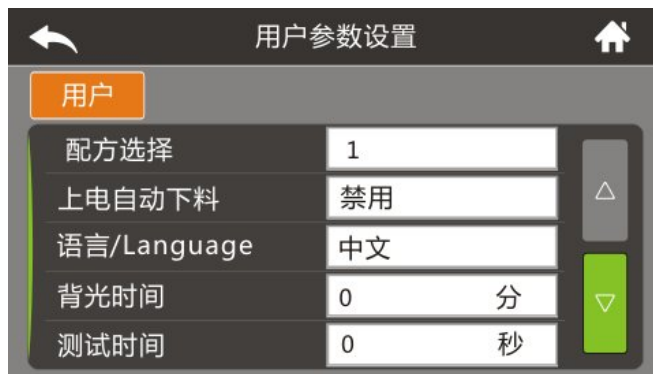 用户参数设置
用户
配方选择 1
上电自动下料 禁用
语言/Language 中文
背光时间 0 分
测试时间 0 秒